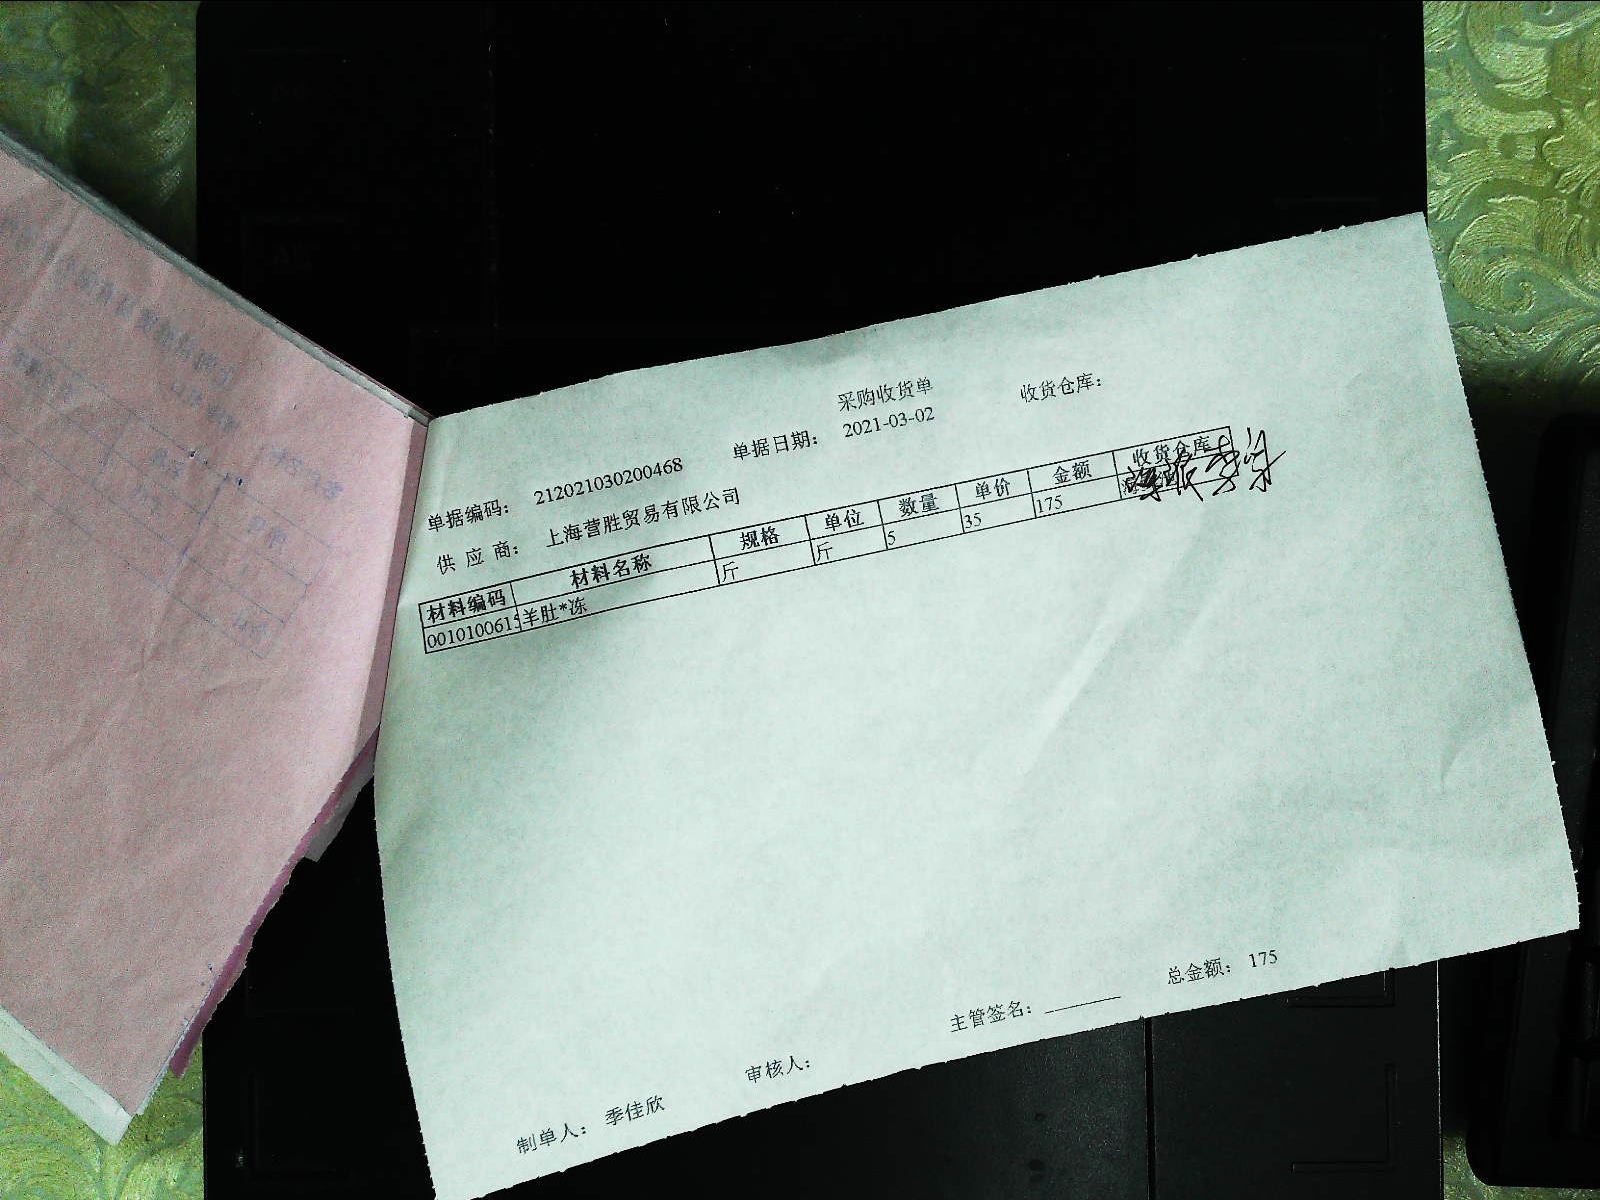 采购收货单
收货仓库：
单据编码： 212021030200468 单据日期： 2021-03-02
供 应 商： 上海营胜贸易有限公司
材料编码 材料名称 规格 单位 数量 单价 金额 收货仓库
001010061 羊肚*冻 斤 斤 5 35 175
主管签名： 总金额： 175
制单人： 季佳欣 审核人：